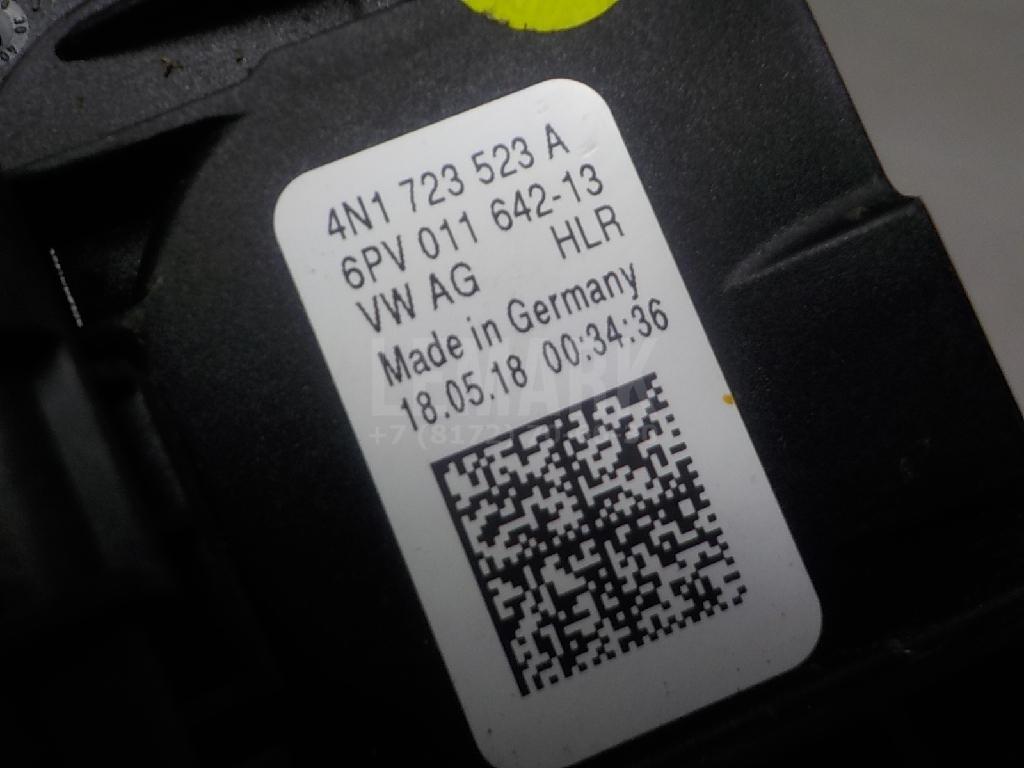 4N1 723 523 A
6PV 011 642-13
VW AG HLR
Made in Germany
18.05.18 00:34:36